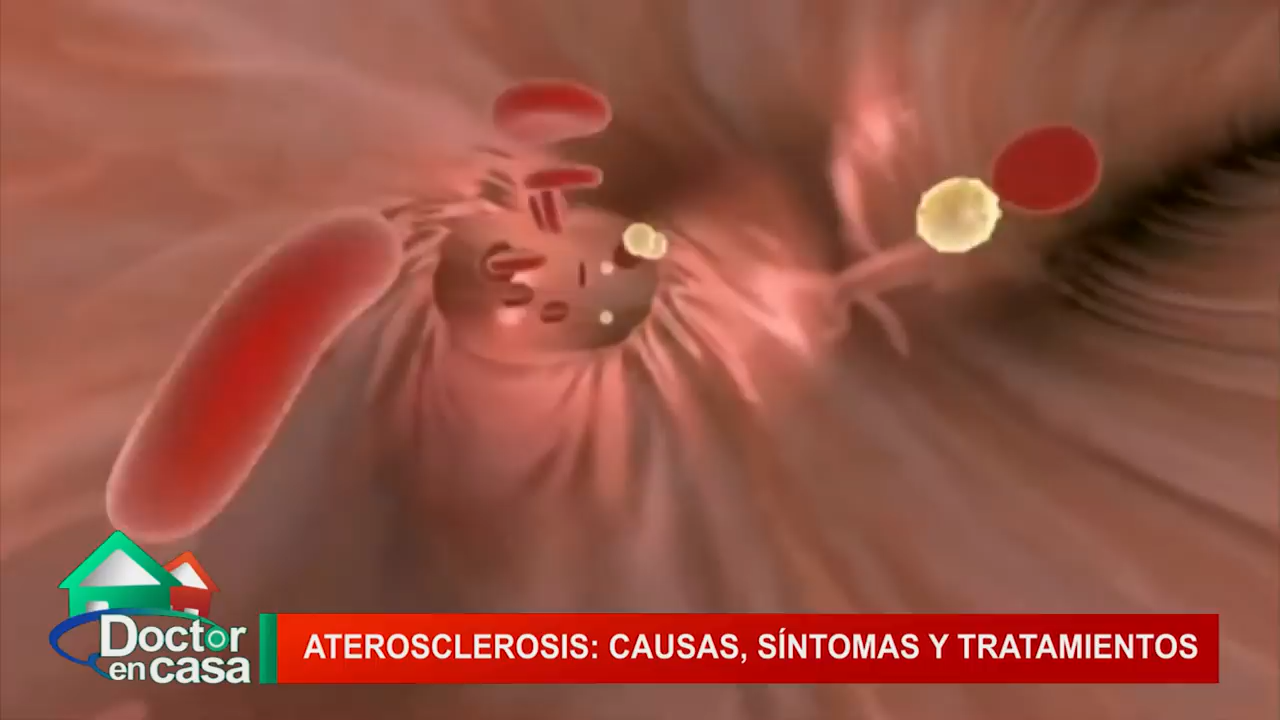 Doctor
en casa
ATEROSCLEROSIS: CAUSAS, SÍNTOMAS Y TRATAMIENTOS